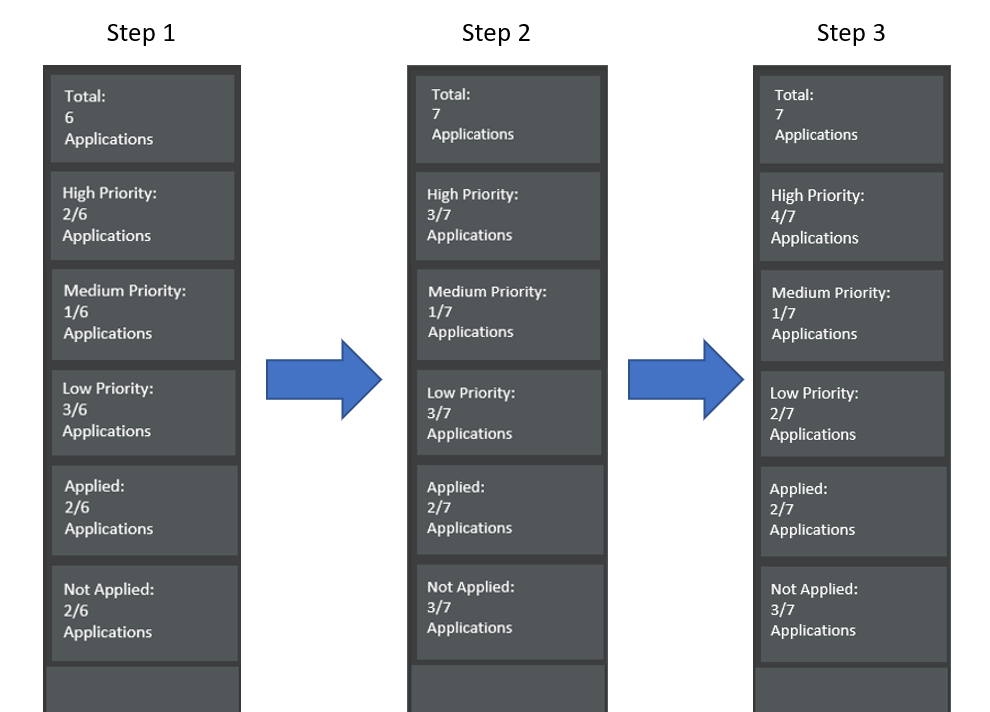 Step 1
Total:
6
Applications
High Priority:
2/6
Applications
Medium Priority:
1/6
Applications
Low Priority:
3/6
Applications
Applied:
2/6
Applications
Not Applied:
2/6
Applications
Step 2
Total:
7
Applications
High Priority:
3/7
Applications
Medium Priority:
1/7
Applications
Low Priority:
3/7
Applications
Applied:
2/7
Applications
Not Applied:
3/7
Applications
Step 3
Total:
7
Applications
High Priority:
4/7
Applications
Medium Priority:
1/7
Applications
Low Priority:
2/7
Applications
Applied:
2/7
Applications
Not Applied:
3/7
Applications